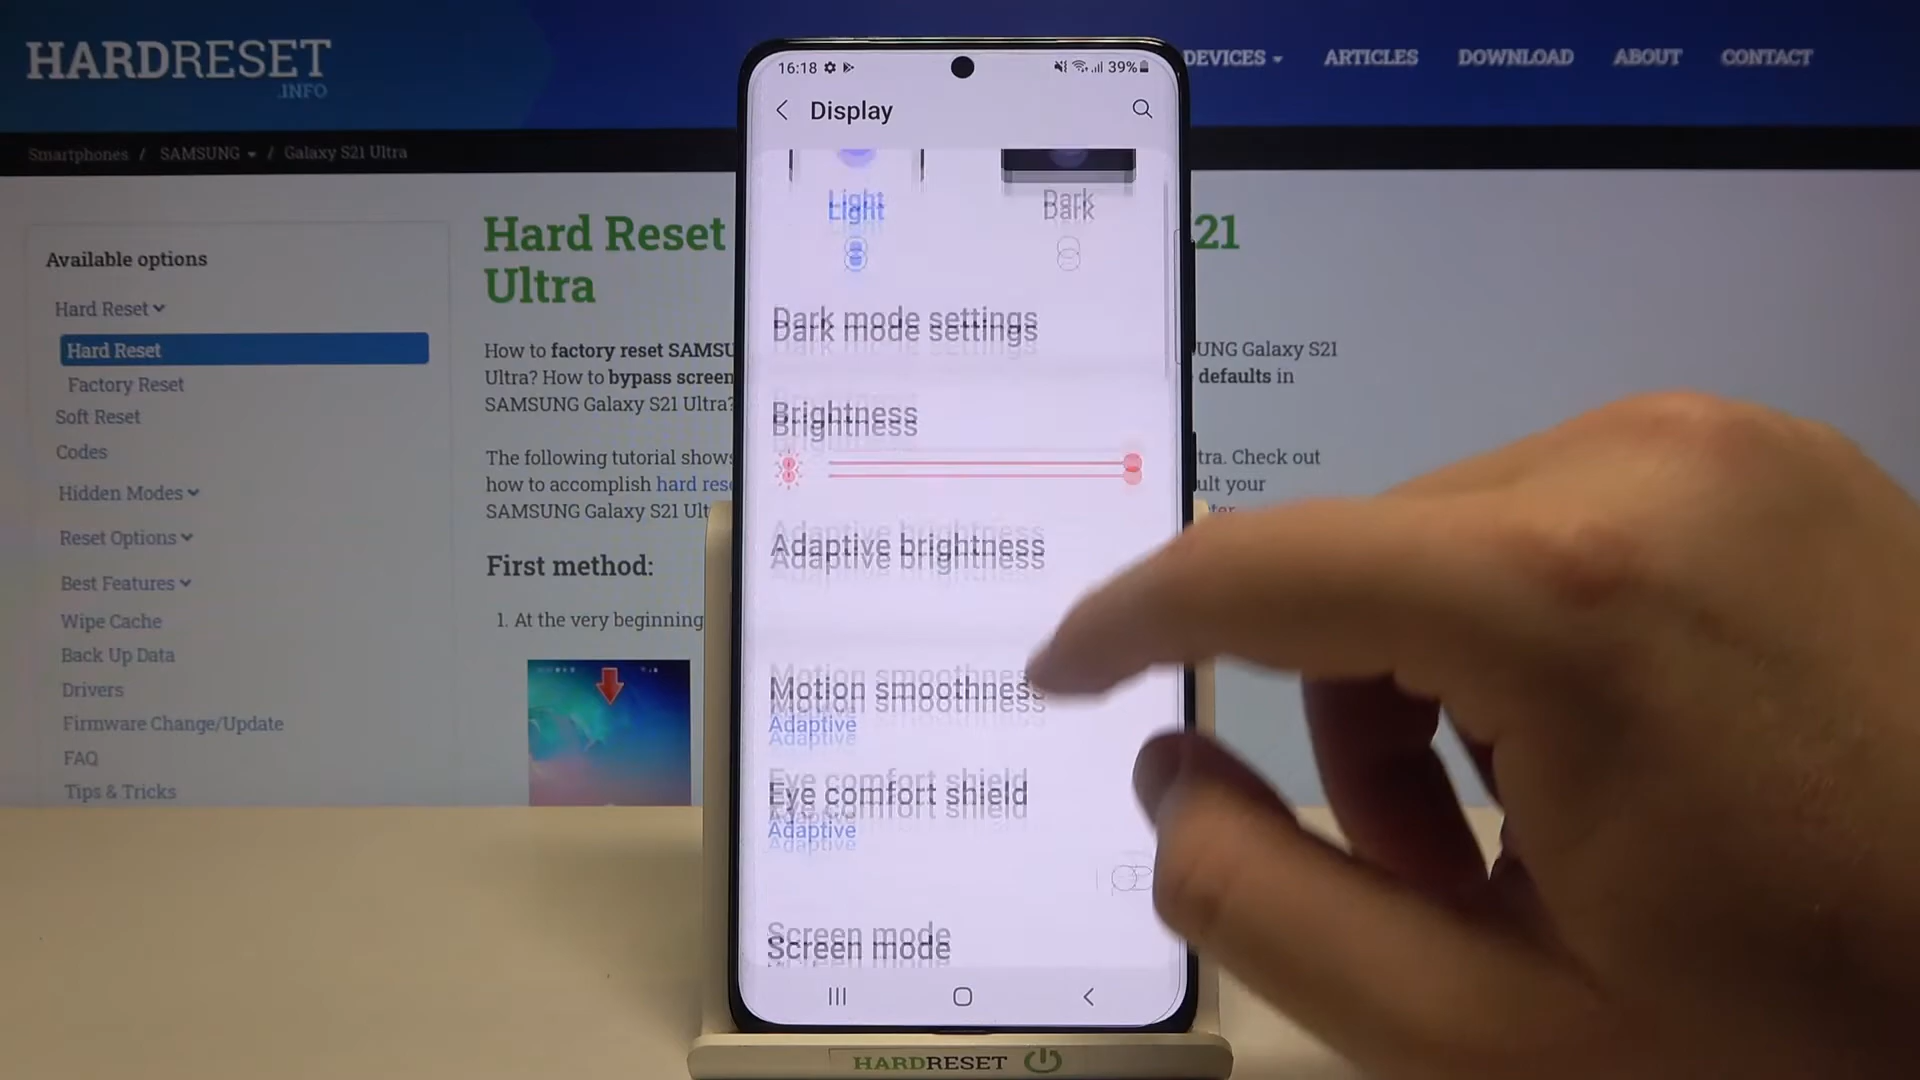 HARDRESET
.INFO
DEVICES
ARTICLES
DOWNLOAD
ABOUT
CONTACT
Smartphones / SAMSUNG / Galaxy S21 Ultra
Available options
Hard Reset
Hard Reset
Factory Reset
Soft Reset
Codes
Hidden Modes
Reset Options
Best Features
Wipe Cache
Back Up Data
Drivers
Firmware Change/Update
FAQ
Tips & Tricks
Hard Reset
21
Ultra
How to factory reset SAMSU
UNG Galaxy S21
Ultra? How to bypass screen
defaults in
SAMSUNG Galaxy S21 Ultra?
The following tutorial shows
tra. Check out
how to accomplish hard res
ult your
SAMSUNG Galaxy S21 Ult
First method:
1. At the very beginning
16:18
39%
Display
Light
Dark
Dark mode settings
Brightness
Adaptive brightness
Motion smoothness
Adaptive
Eye comfort shield
Adaptive
Screen mode
HARDRESET